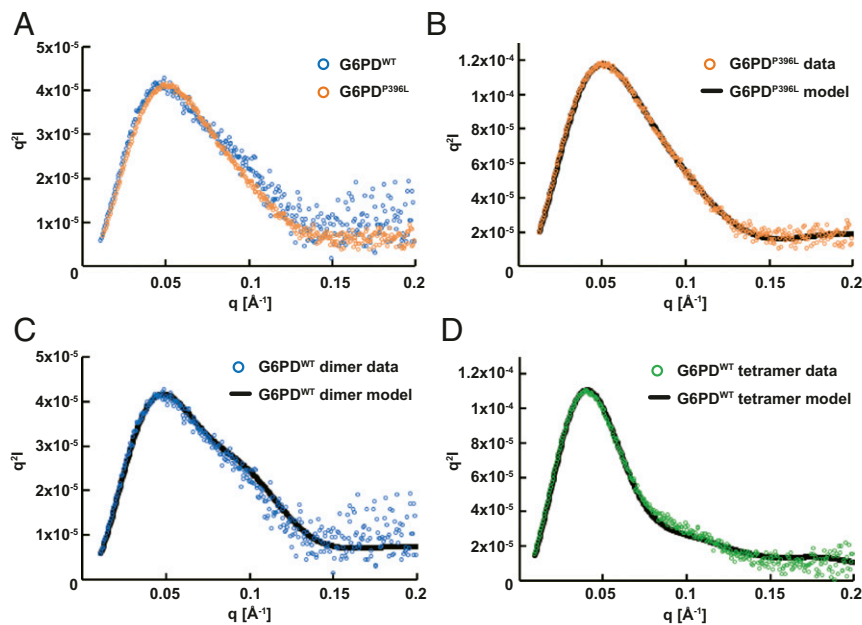 A
5x10⁻⁵
4x10⁻⁵
3x10⁻⁵
2x10⁻⁵
1x10⁻⁵
0
q²I
0.05
0.1
0.15
0.2
q [Å⁻¹]
G6PDᵂᵀ
G6PDᴾ³⁹⁶ᴸ
B
1.2x10⁻⁴
1x10⁻⁴
8x10⁻⁵
6x10⁻⁵
4x10⁻⁵
2x10⁻⁵
0
q²I
0.05
0.1
0.15
0.2
q [Å⁻¹]
G6PDᴾ³⁹⁶ᴸ data
G6PDᴾ³⁹⁶ᴸ model
C
5x10⁻⁵
4x10⁻⁵
3x10⁻⁵
2x10⁻⁵
1x10⁻⁵
0
q²I
0.05
0.1
0.15
0.2
q [Å⁻¹]
G6PDᵂᵀ dimer data
G6PDᵂᵀ dimer model
D
1.2x10⁻⁴
1x10⁻⁴
8x10⁻⁵
6x10⁻⁵
4x10⁻⁵
2x10⁻⁵
0
q²I
0.05
0.1
0.15
0.2
q [Å⁻¹]
G6PDᵂᵀ tetramer data
G6PDᵂᵀ tetramer model